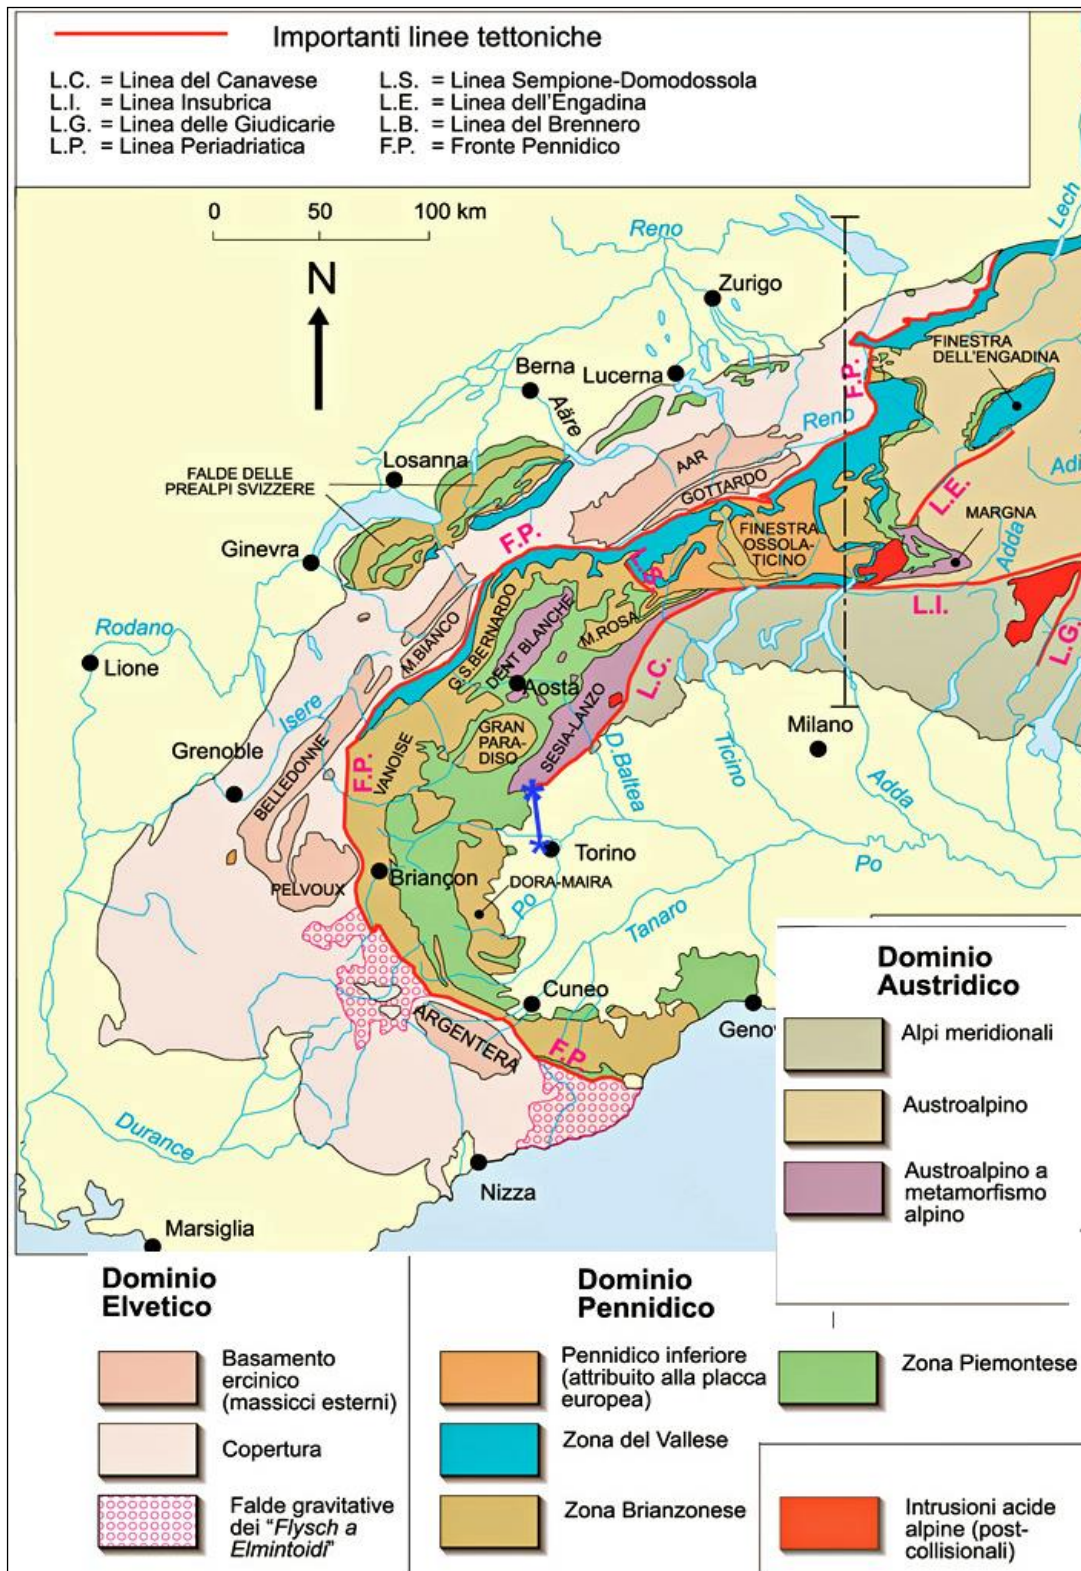 Importanti linee tettoniche
L.C. = Linea del Canavese
L.I. = Linea Insubrica
L.G. = Linea delle Giudicarie
L.P. = Linea Periadriatica
L.S. = Linea Sempione-Domodossola
L.E. = Linea dell'Engadina
L.B. = Linea del Brennero
F.P. = Fronte Pennidico
0 50 100 km
N
Reno
Lech
Zurigo
FINESTRA
DELL'ENGADINA
Berna
Lucerna
F.P.
Aäre
Reno
Losanna
AAR
GOTTARDO
Adi
FALDE DELLE
PREALPI SVIZZERE
L.E.
MARGNA
Adda
Ginevra
F.P.
FINESTRA
OSSOLA-
TICINO
L.S
L.I.
L.G.
Rodano
Lione
M.BIANCO
G.S.BERNARDO
DENT BLANCHE
M.ROSA
L.C.
Aosta
Isere
Milano
Grenoble
GRAN
PARA-
DISO
SESIA-LANZO
D.Baltea
Ticino
Adda
BELLEDONNE
F.P.
VANOISE
Torino
Po
PELVOUX
Briançon
DORA-MAIRA
Po
Tanaro
Cuneo
Genov
ARGENTERA
F.P
Durance
Nizza
Marsiglia
Dominio
Austridico
Alpi meridionali
Austroalpino
Austroalpino a
metamorfismo
alpino
Dominio
Elvetico
Basamento
ercinico
(massicci esterni)
Copertura
Falde gravitative
dei "Flysch a
Elmintoidi"
Dominio
Pennidico
Pennidico inferiore
(attribuito alla placca
europea)
Zona del Vallese
Zona Brianzonese
Zona Piemontese
Intrusioni acide
alpine (post-
collisionali)